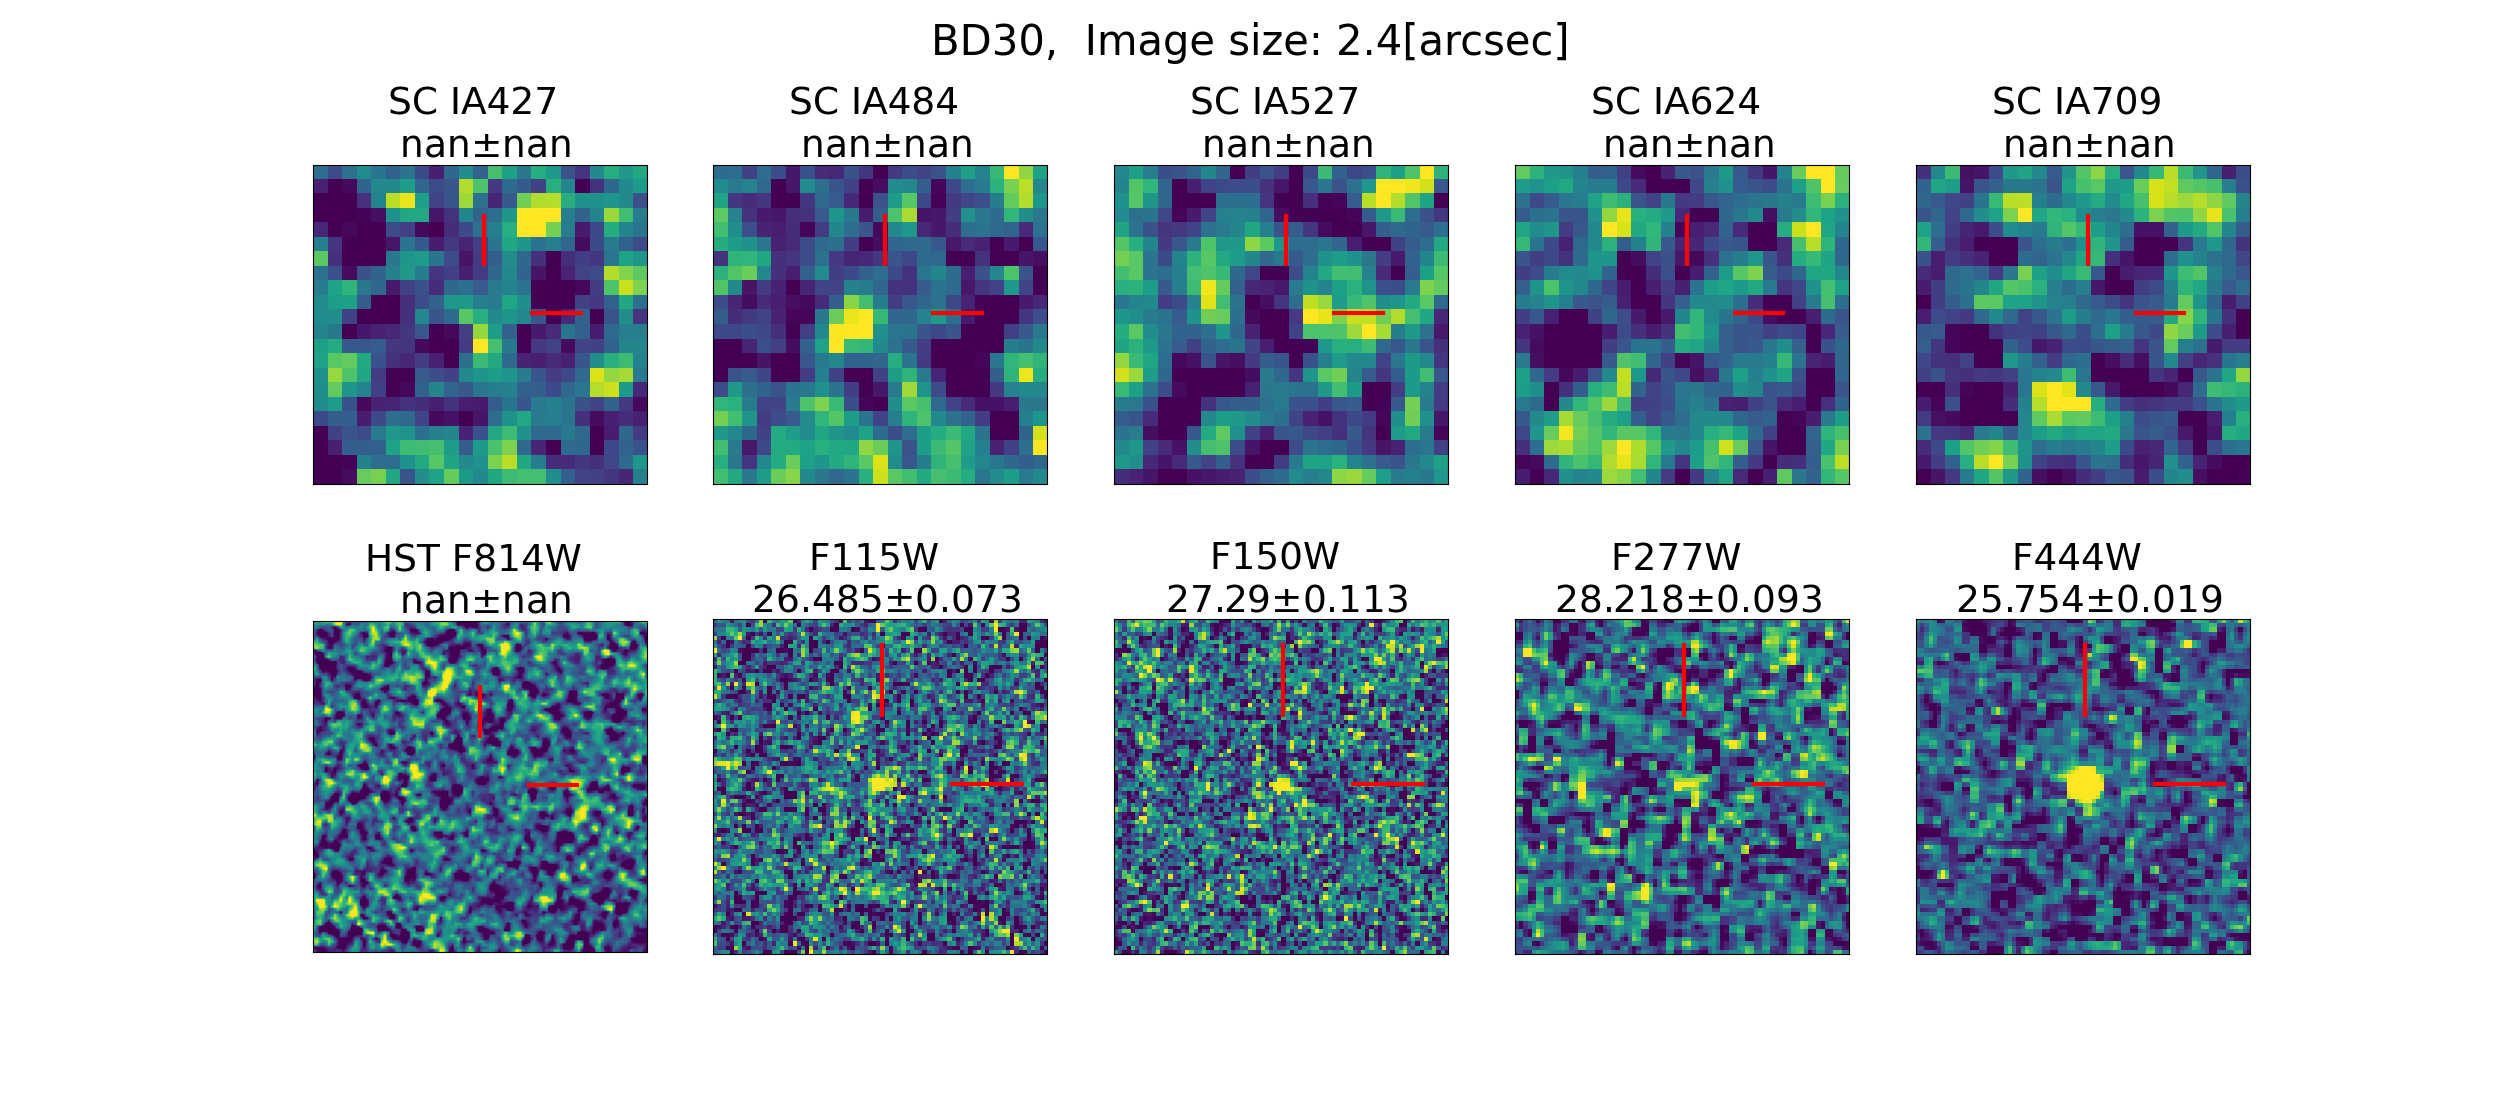 BD30,  Image size: 2.4[arcsec]
SC IA427
nan±nan
SC IA484
nan±nan
SC IA527
nan±nan
SC IA624
nan±nan
SC IA709
nan±nan
HST F814W
nan±nan
F115W
26.485±0.073
F150W
27.29±0.113
F277W
28.218±0.093
F444W
25.754±0.019